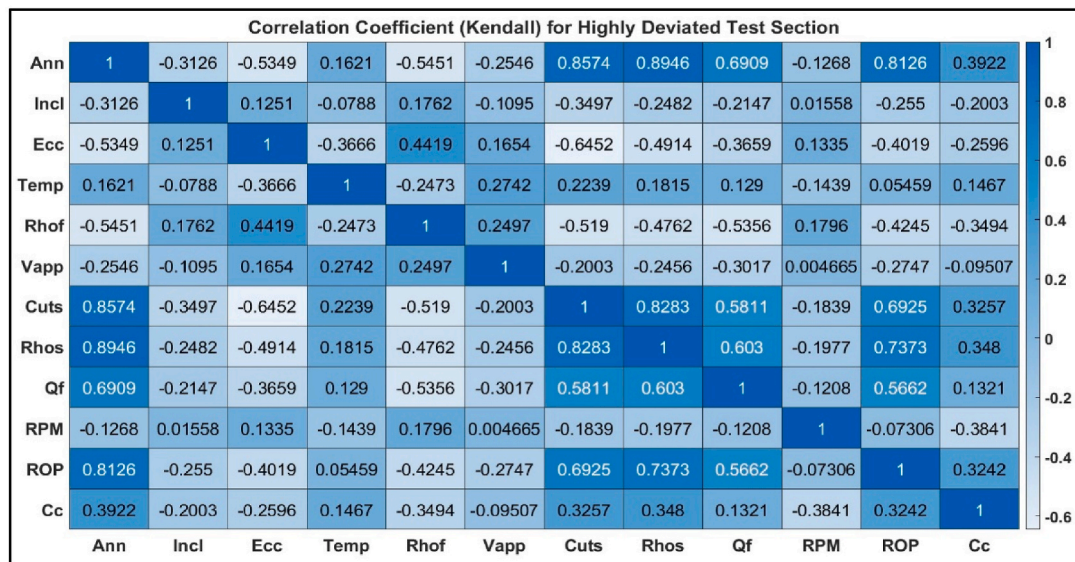 Correlation Coefficient (Kendall) for Highly Deviated Test Section
Ann 1 -0.3126 -0.5349 0.1621 -0.5451 -0.2546 0.8574 0.8946 0.6909 -0.1268 0.8126 0.3922
Incl -0.3126 1 0.1251 -0.0788 0.1762 -0.1095 -0.3497 -0.2482 -0.2147 0.01558 -0.255 -0.2003
Ecc -0.5349 0.1251 1 -0.3666 0.4419 0.1654 -0.6452 -0.4914 -0.3659 0.1335 -0.4019 -0.2596
Temp 0.1621 -0.0788 -0.3666 1 -0.2473 0.2742 0.2239 0.1815 0.129 -0.1439 0.05459 0.1467
Rhof -0.5451 0.1762 0.4419 -0.2473 1 0.2497 -0.519 -0.4762 -0.5356 0.1796 -0.4245 -0.3494
Vapp -0.2546 -0.1095 0.1654 0.2742 0.2497 1 -0.2003 -0.2456 -0.3017 0.004665 -0.2747 -0.09507
Cuts 0.8574 -0.3497 -0.6452 0.2239 -0.519 -0.2003 1 0.8283 0.5811 -0.1839 0.6925 0.3257
Rhos 0.8946 -0.2482 -0.4914 0.1815 -0.4762 -0.2456 0.8283 1 0.603 -0.1977 0.7373 0.348
Qf 0.6909 -0.2147 -0.3659 0.129 -0.5356 -0.3017 0.5811 0.603 1 -0.1208 0.5662 0.1321
RPM -0.1268 0.01558 0.1335 -0.1439 0.1796 0.004665 -0.1839 -0.1977 -0.1208 1 -0.07306 -0.3841
ROP 0.8126 -0.255 -0.4019 0.05459 -0.4245 -0.2747 0.6925 0.7373 0.5662 -0.07306 1 0.3242
Cc 0.3922 -0.2003 -0.2596 0.1467 -0.3494 -0.09507 0.3257 0.348 0.1321 -0.3841 0.3242 1
Ann Incl Ecc Temp Rhof Vapp Cuts Rhos Qf RPM ROP Cc
1
0.8
0.6
0.4
0.2
0
-0.2
-0.4
-0.6